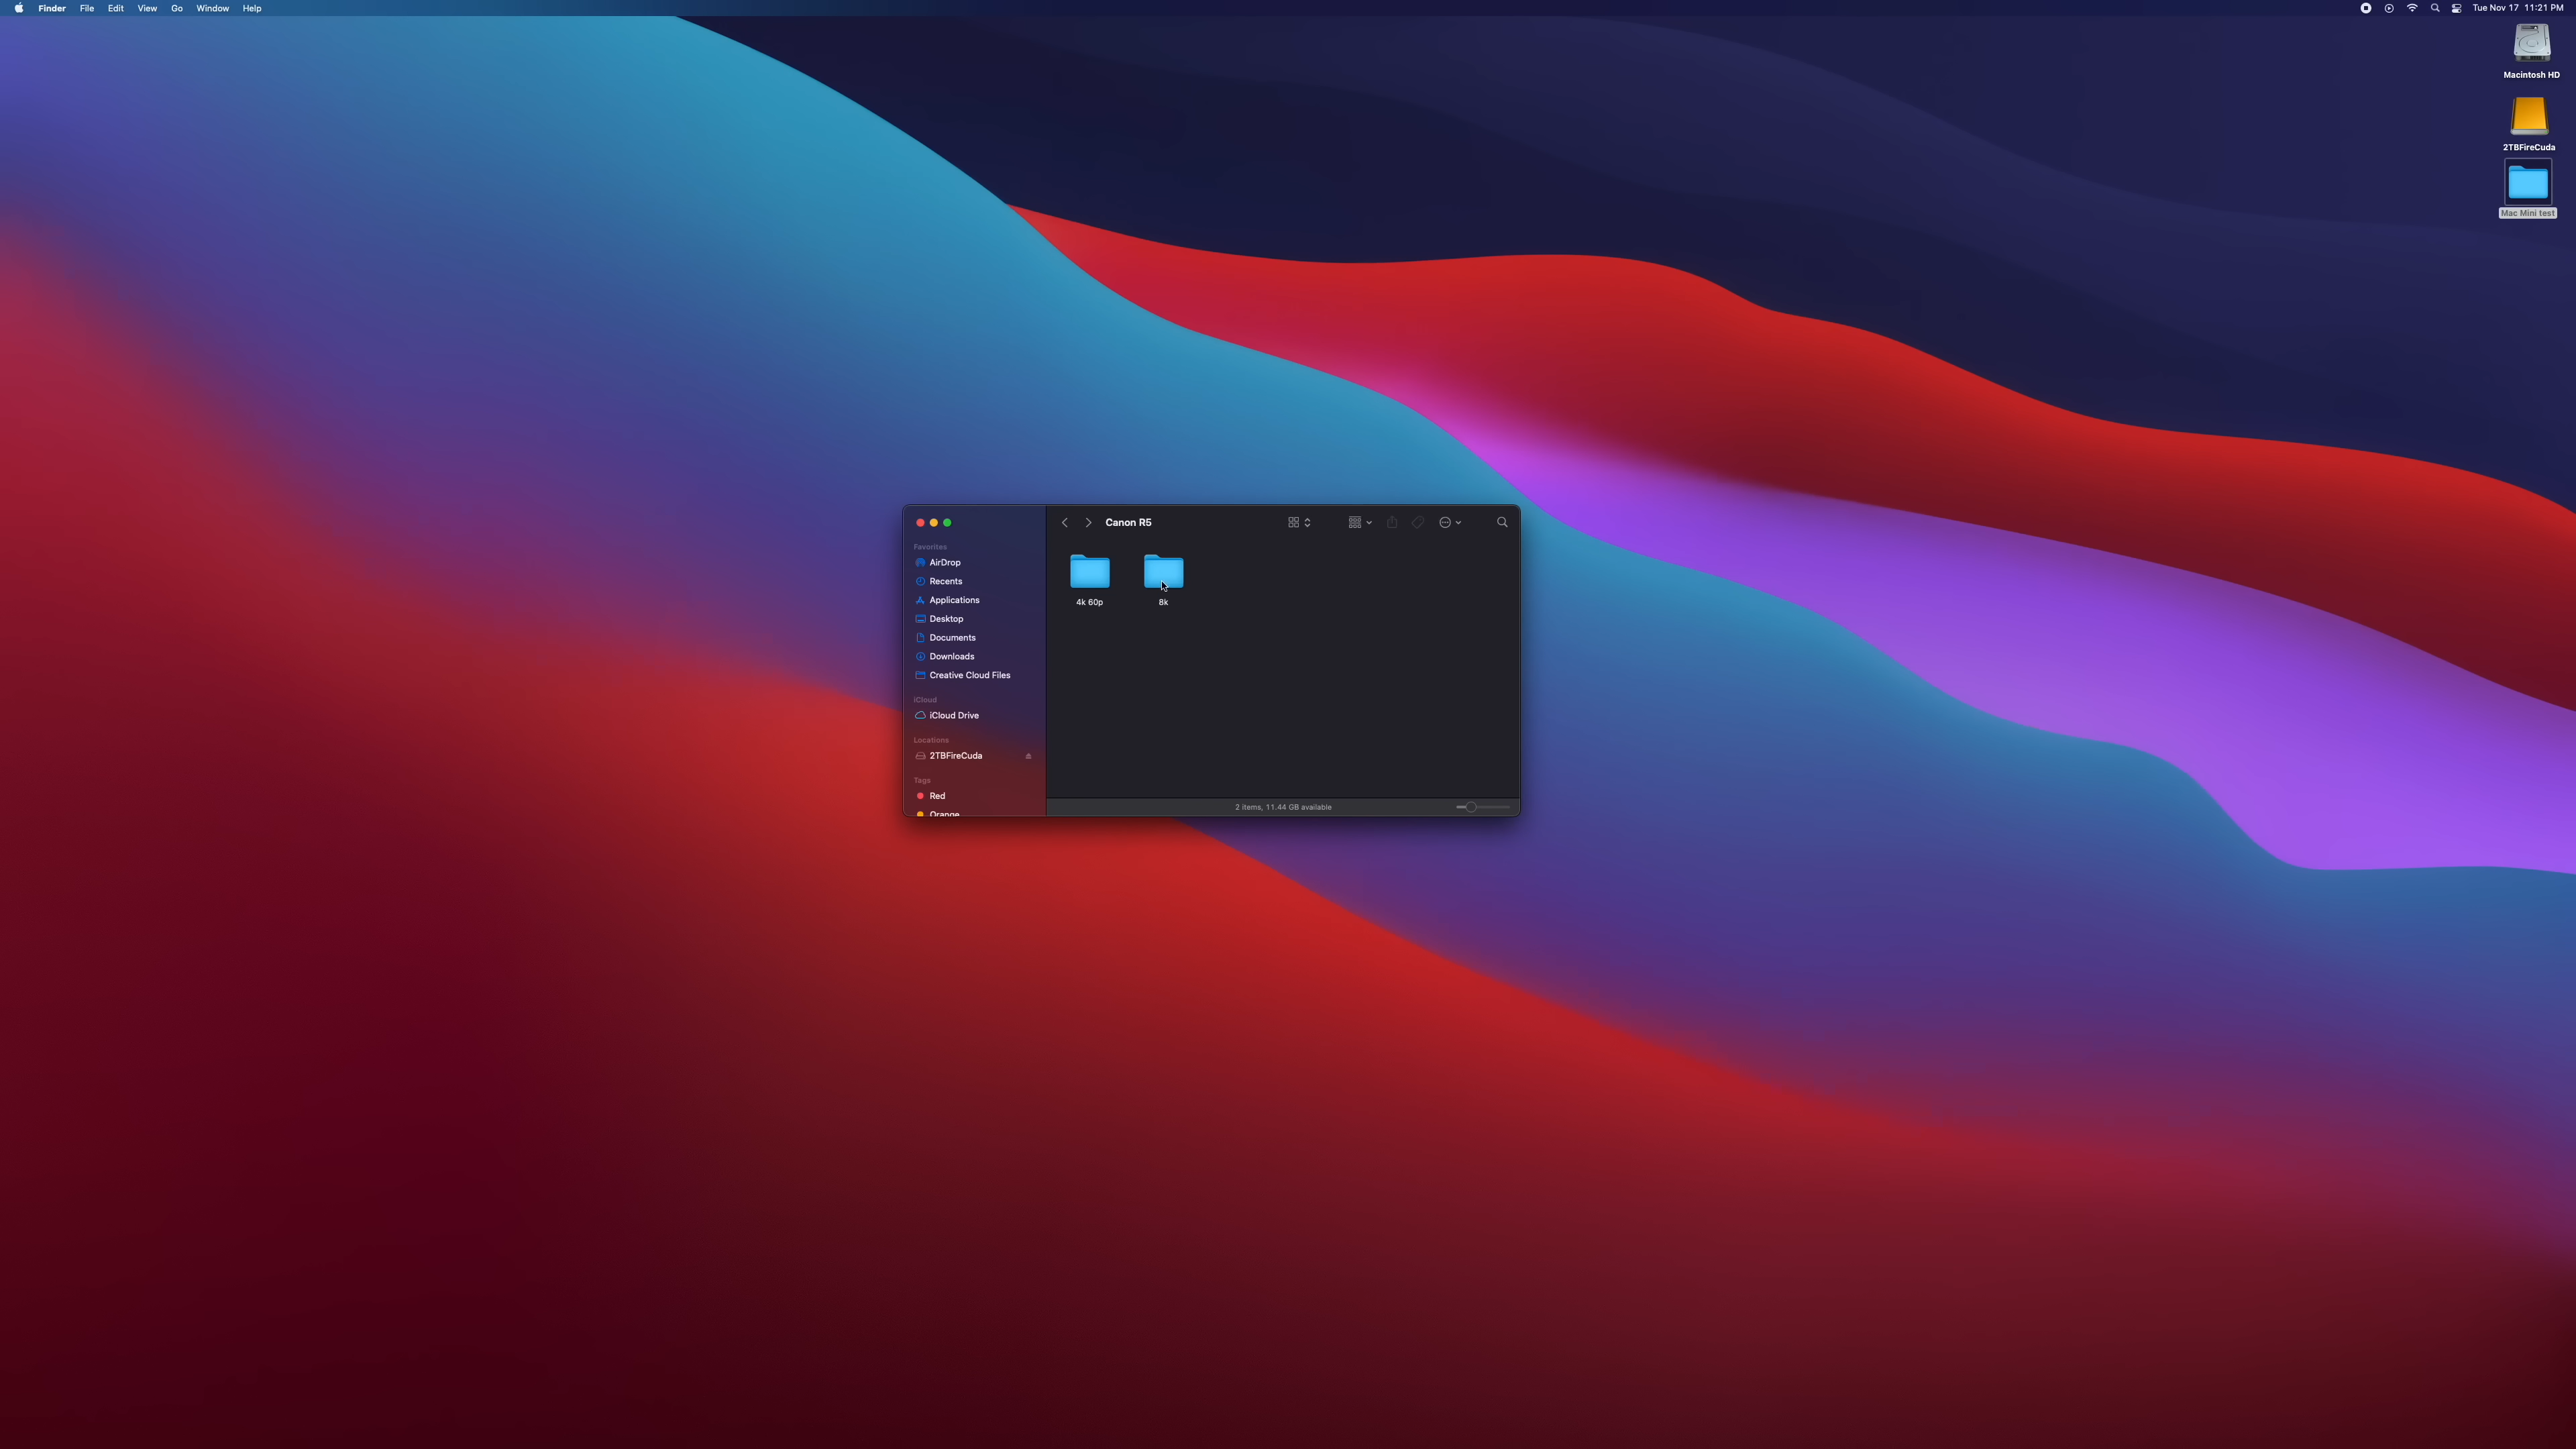 Finder File Edit View Go Window Help
Tue Nov 17 11:21 PM
Macintosh HD
2TBFireCuda
Mac Mini test
Canon R5
Favorites
AirDrop
Recents
Applications
Desktop
Documents
Downloads
Creative Cloud Files
iCloud
iCloud Drive
Locations
2TBFireCuda
Tags
Red
Orange
4k 60p
8k
2 items, 11.44 GB available